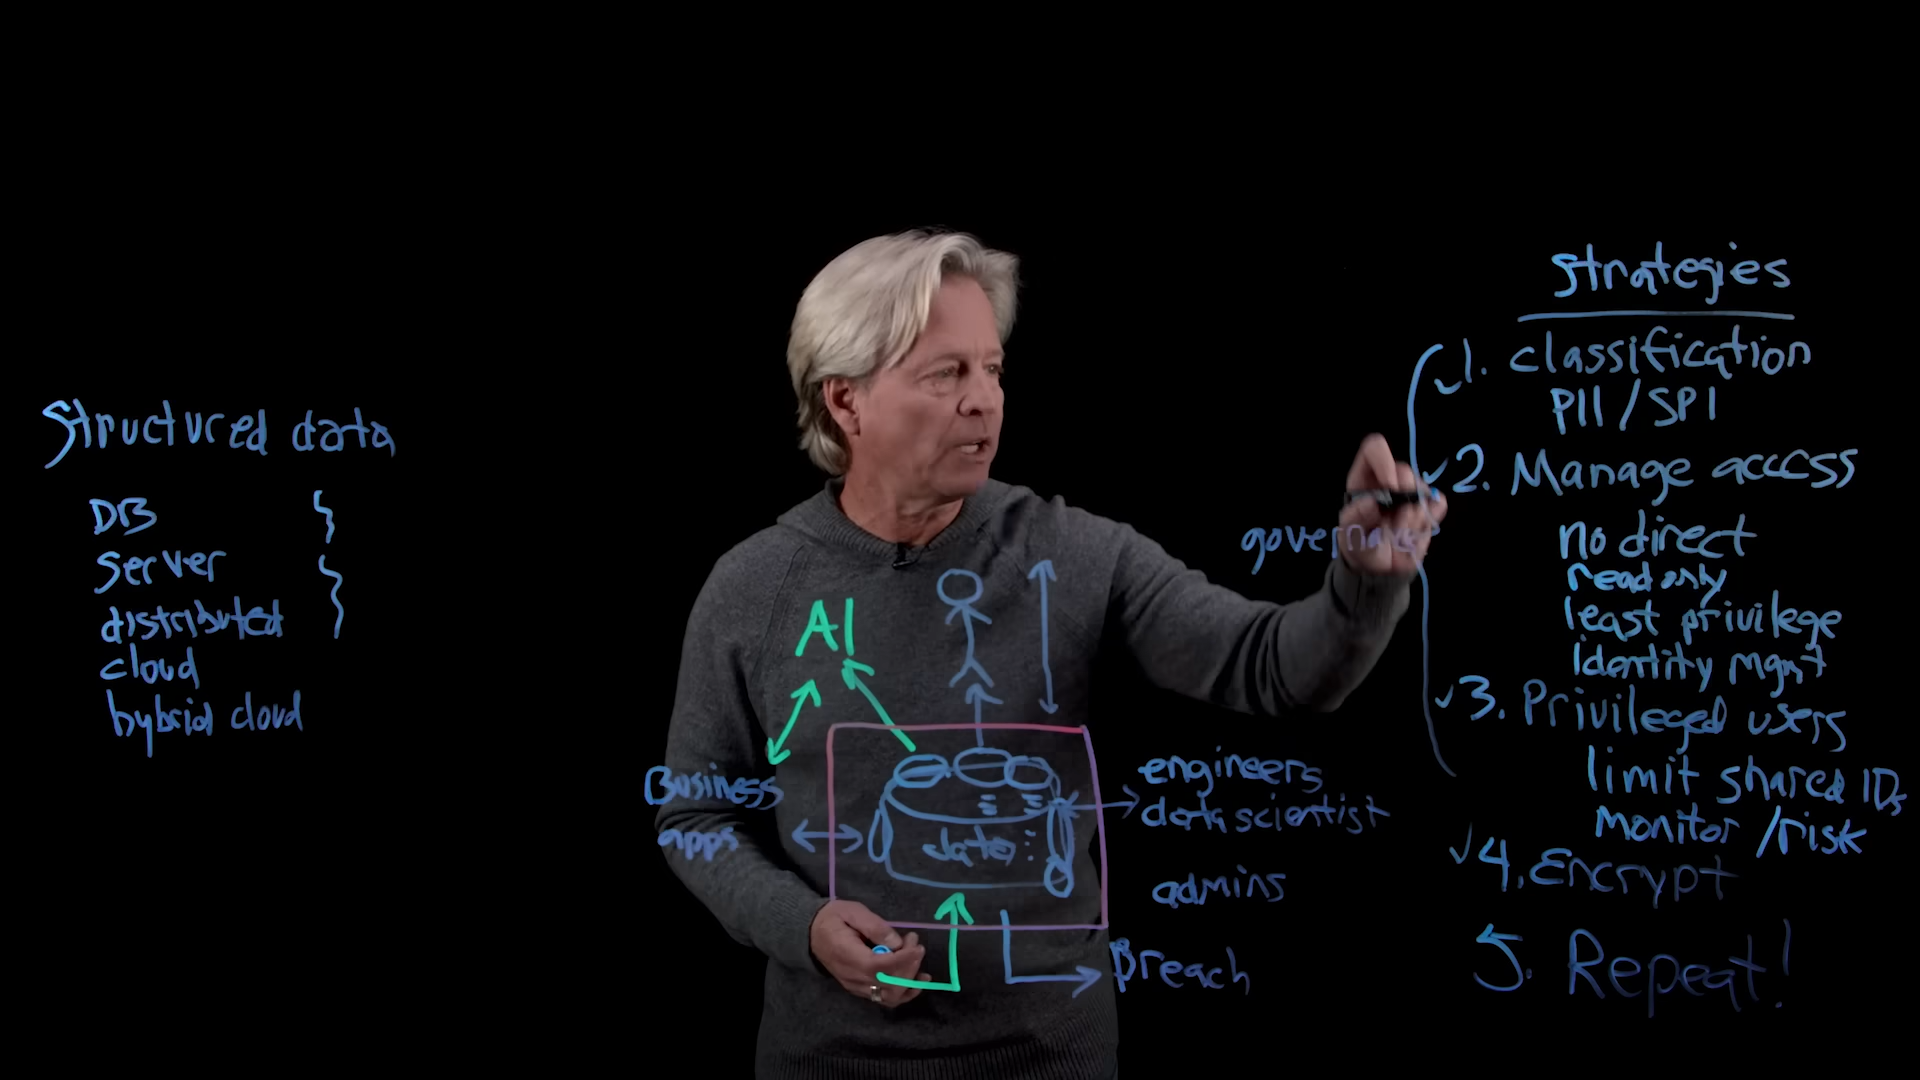 Structured data
DB
Server
distributed
cloud
hybrid cloud
AI
Business
apps
data
engineers
data scientist
admins
Breach
governance
Strategies
1. classification
PII/SPI
2. Manage access
no direct
read only
least privilege
Identity mgnt
3. Privileged users
limit shared IDs
monitor/risk
4. Encrypt
5. Repeat!